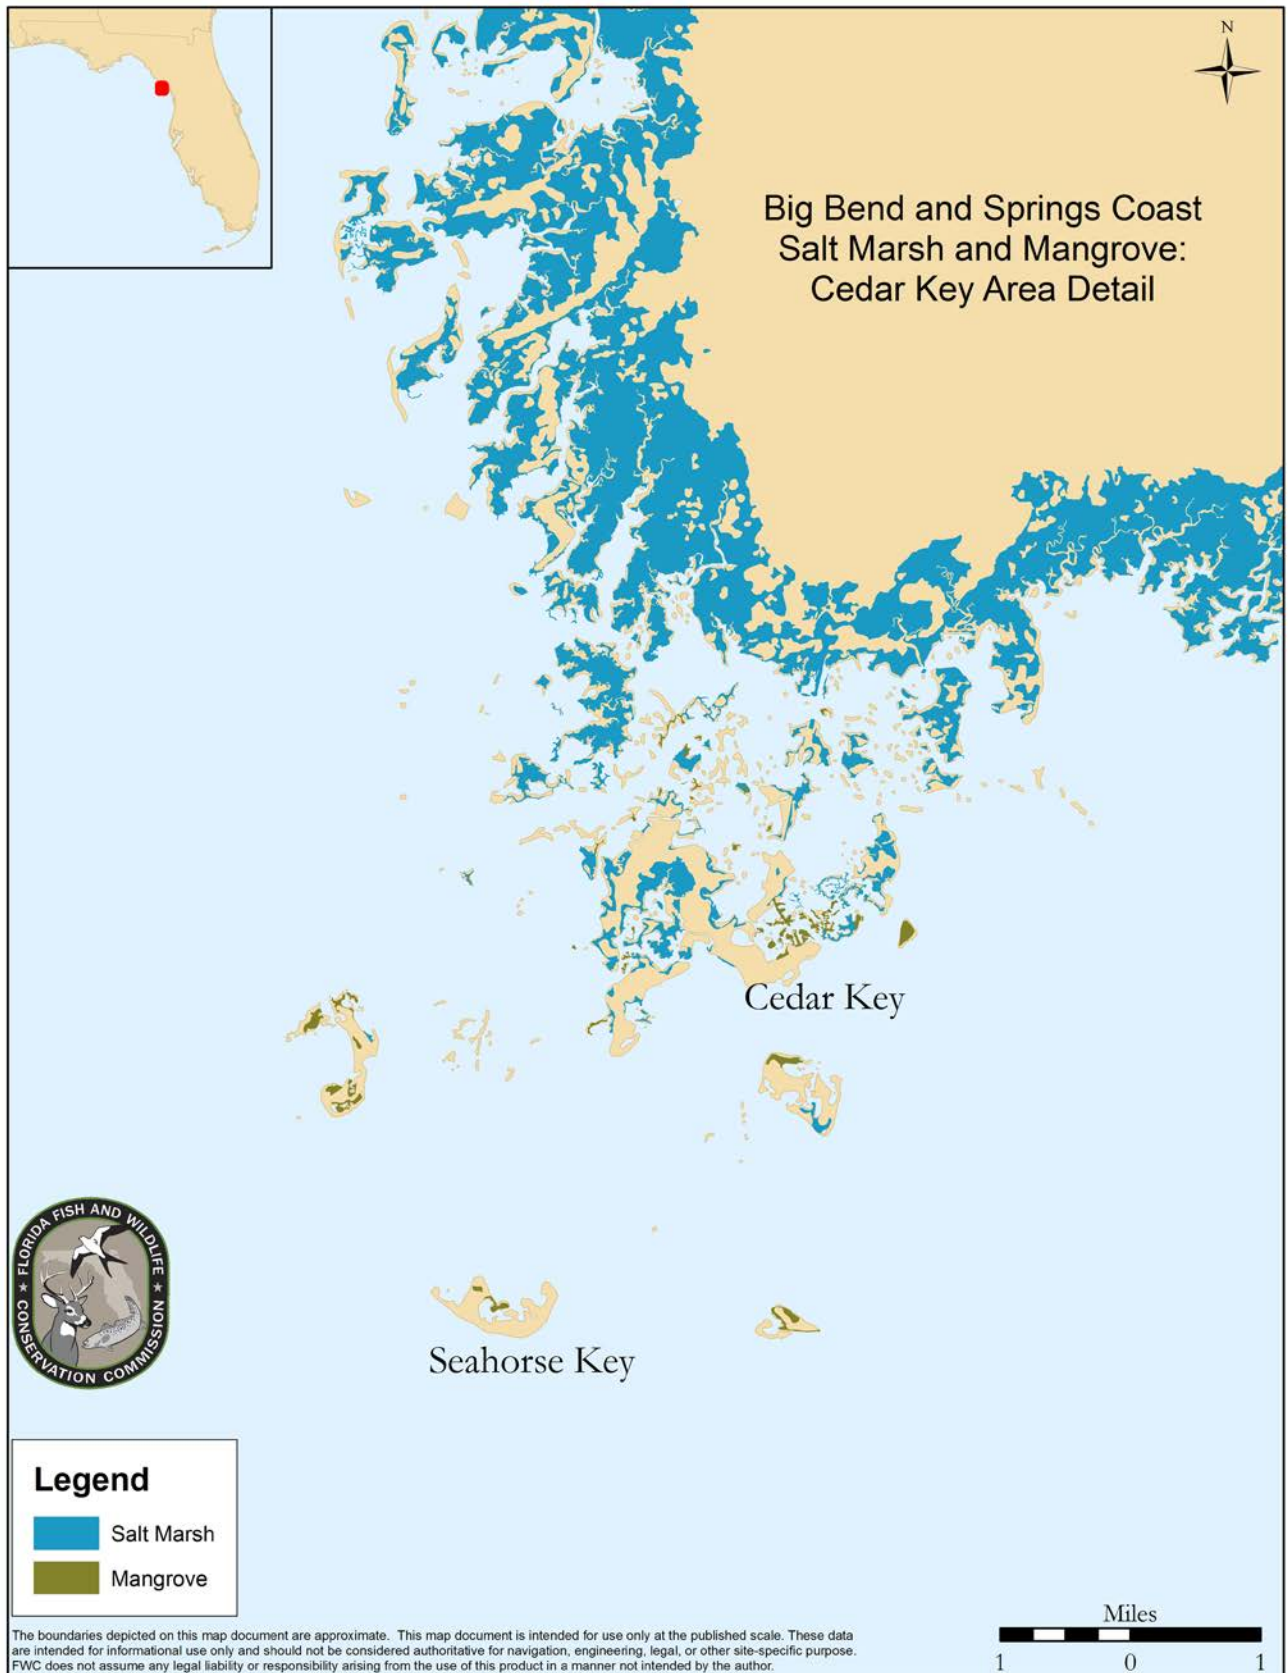 N
Big Bend and Springs Coast
Salt Marsh and Mangrove:
Cedar Key Area Detail
Cedar Key
FLORIDA FISH AND WILDLIFE
CONSERVATION COMMISSION
Seahorse Key
Legend
Salt Marsh
Mangrove
Miles
1 0 1
The boundaries depicted on this map document are approximate. This map document is intended for use only at the published scale. These data
are intended for informational use only and should not be considered authoritative for navigation, engineering, legal, or other site-specific purpose.
FWC does not assume any legal liability or responsibility arising from the use of this product in a manner not intended by the author.